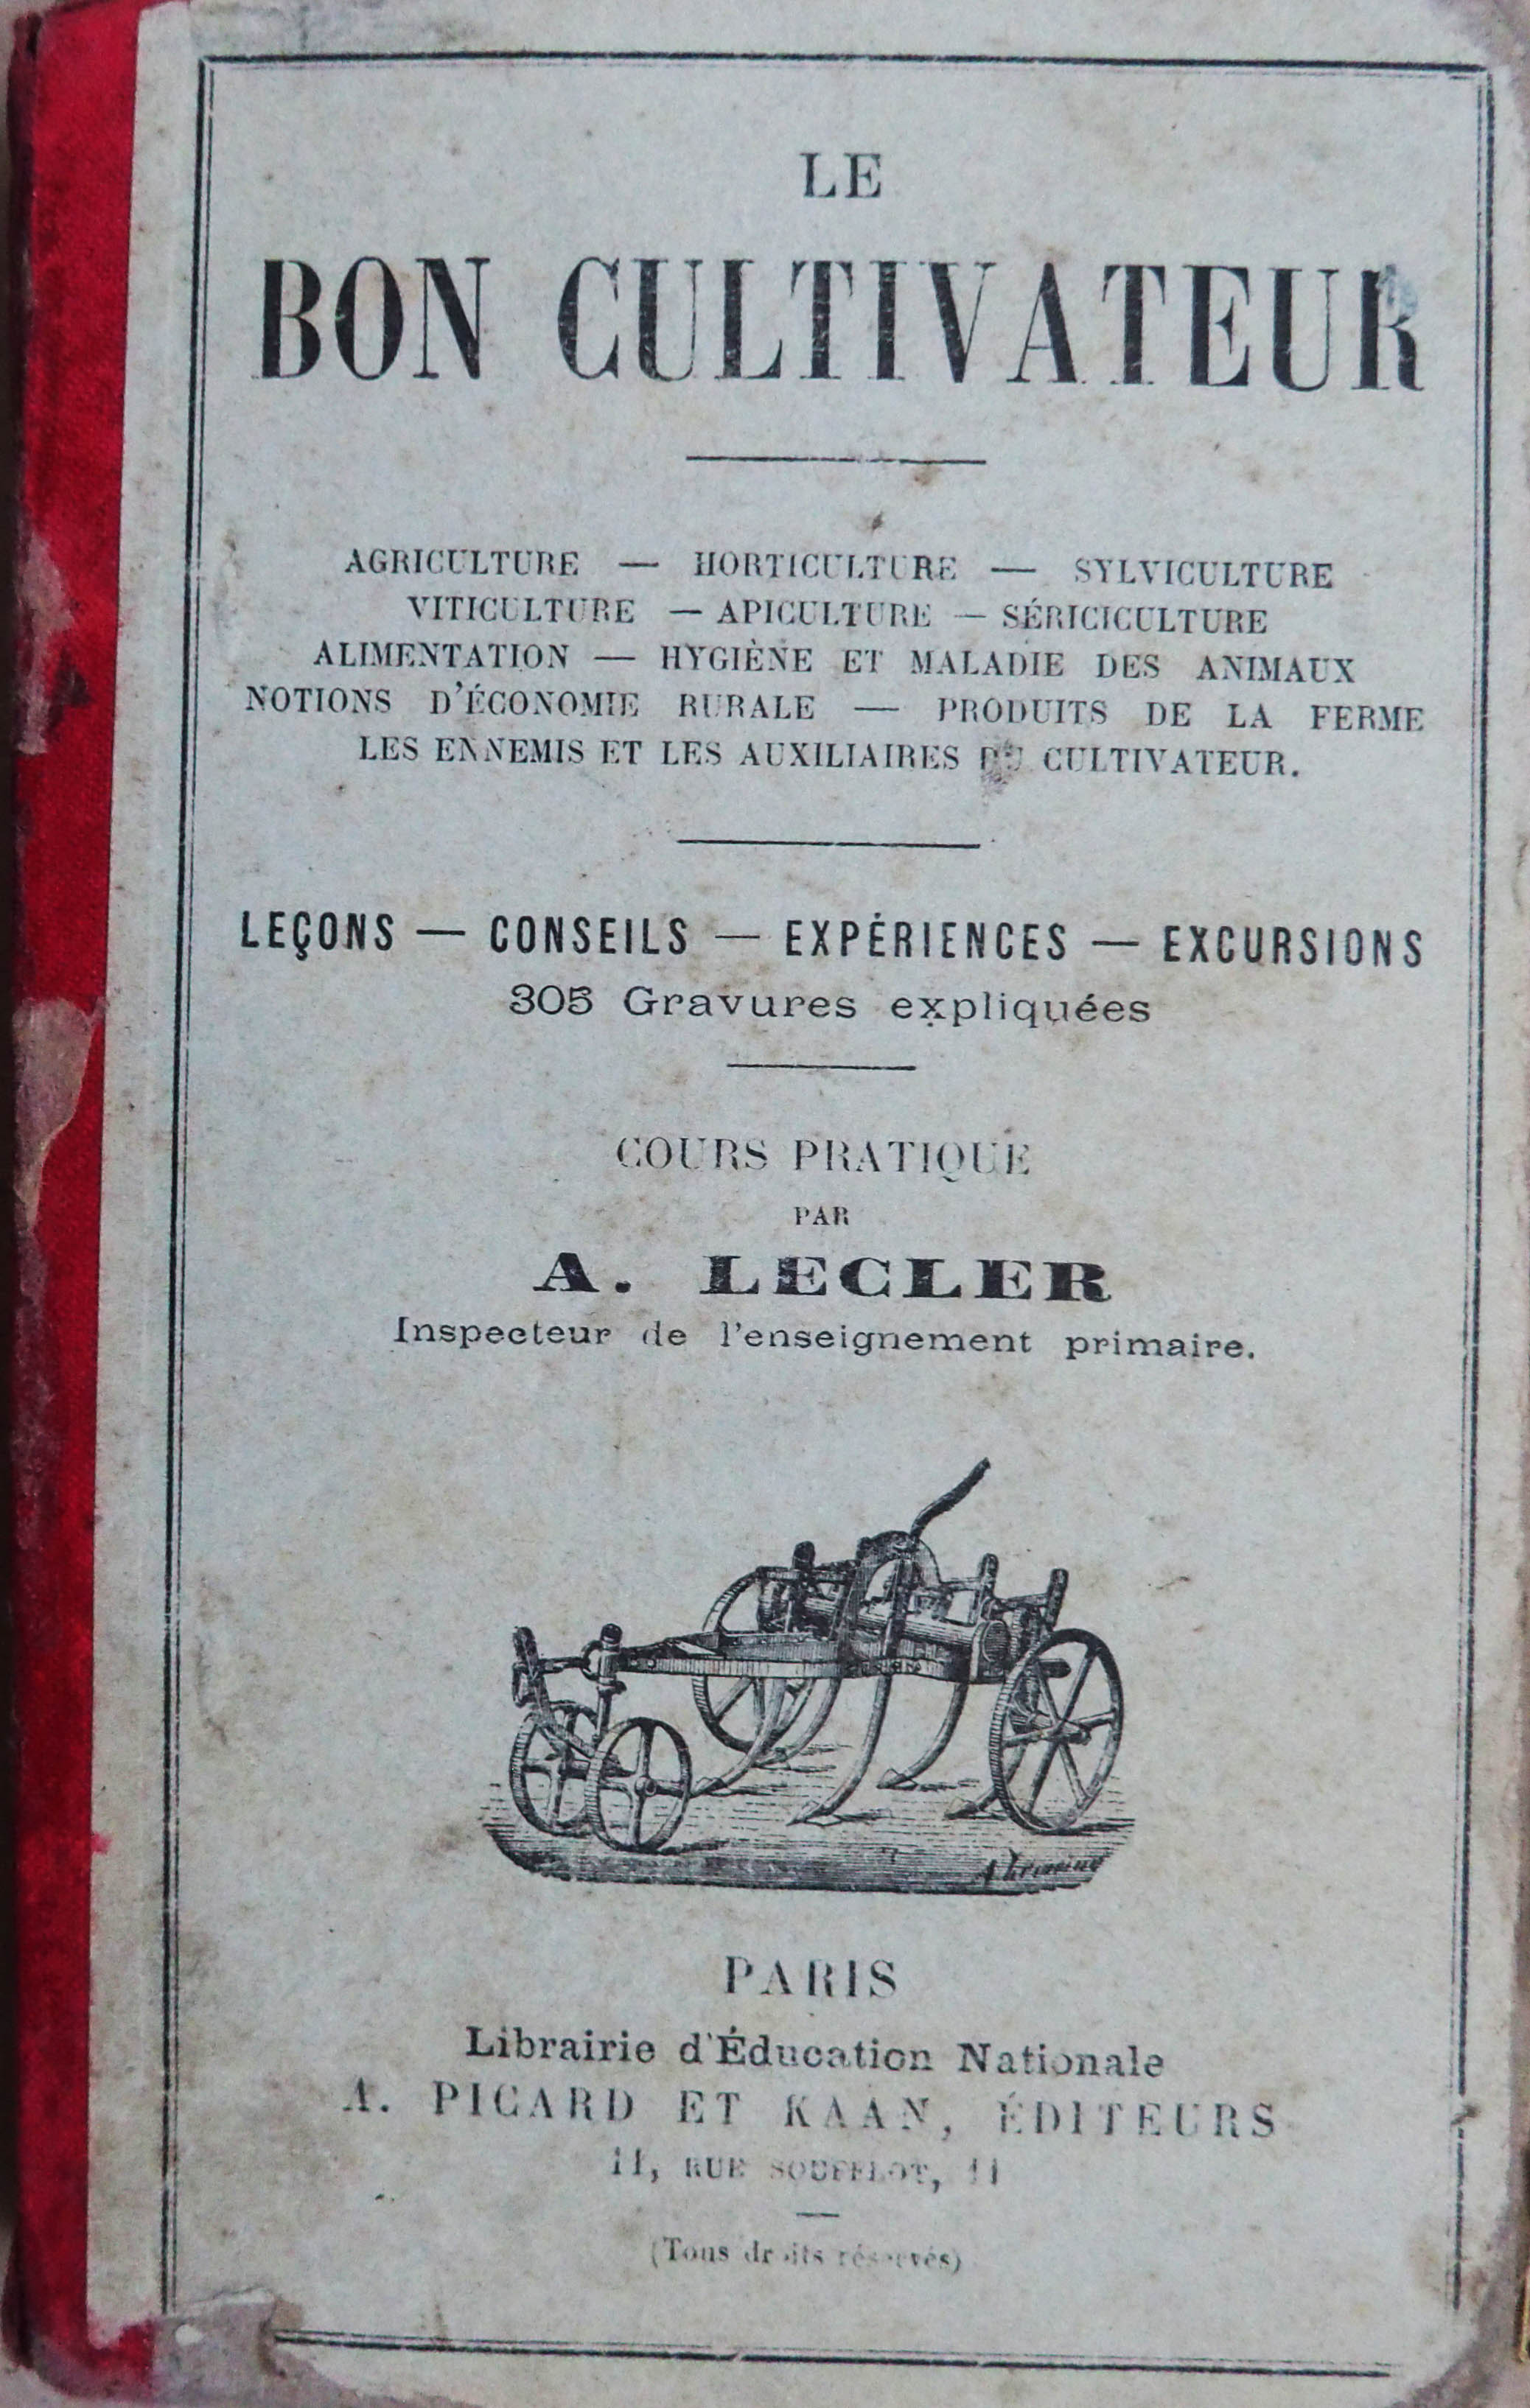 LE
BON CULTIVATEUR
AGRICULTURE — HORTICULTURE — SYLVICULTURE
VITICULTURE — APICULTURE — SÉRICICULTURE
ALIMENTATION — HYGIÈNE ET MALADIE DES ANIMAUX
NOTIONS D'ÉCONOMIE RURALE — PRODUITS DE LA FERME
LES ENNEMIS ET LES AUXILIAIRES DU CULTIVATEUR.
LEÇONS — CONSEILS — EXPÉRIENCES — EXCURSIONS
305 Gravures expliquées
COURS PRATIQUE
PAR
A. LECLER
Inspecteur de l'enseignement primaire.
PARIS
Librairie d'Éducation Nationale
A. PICARD ET KAAN, ÉDITEURS
11, RUE SOUFFLOT, 11
(Tous droits réservés)